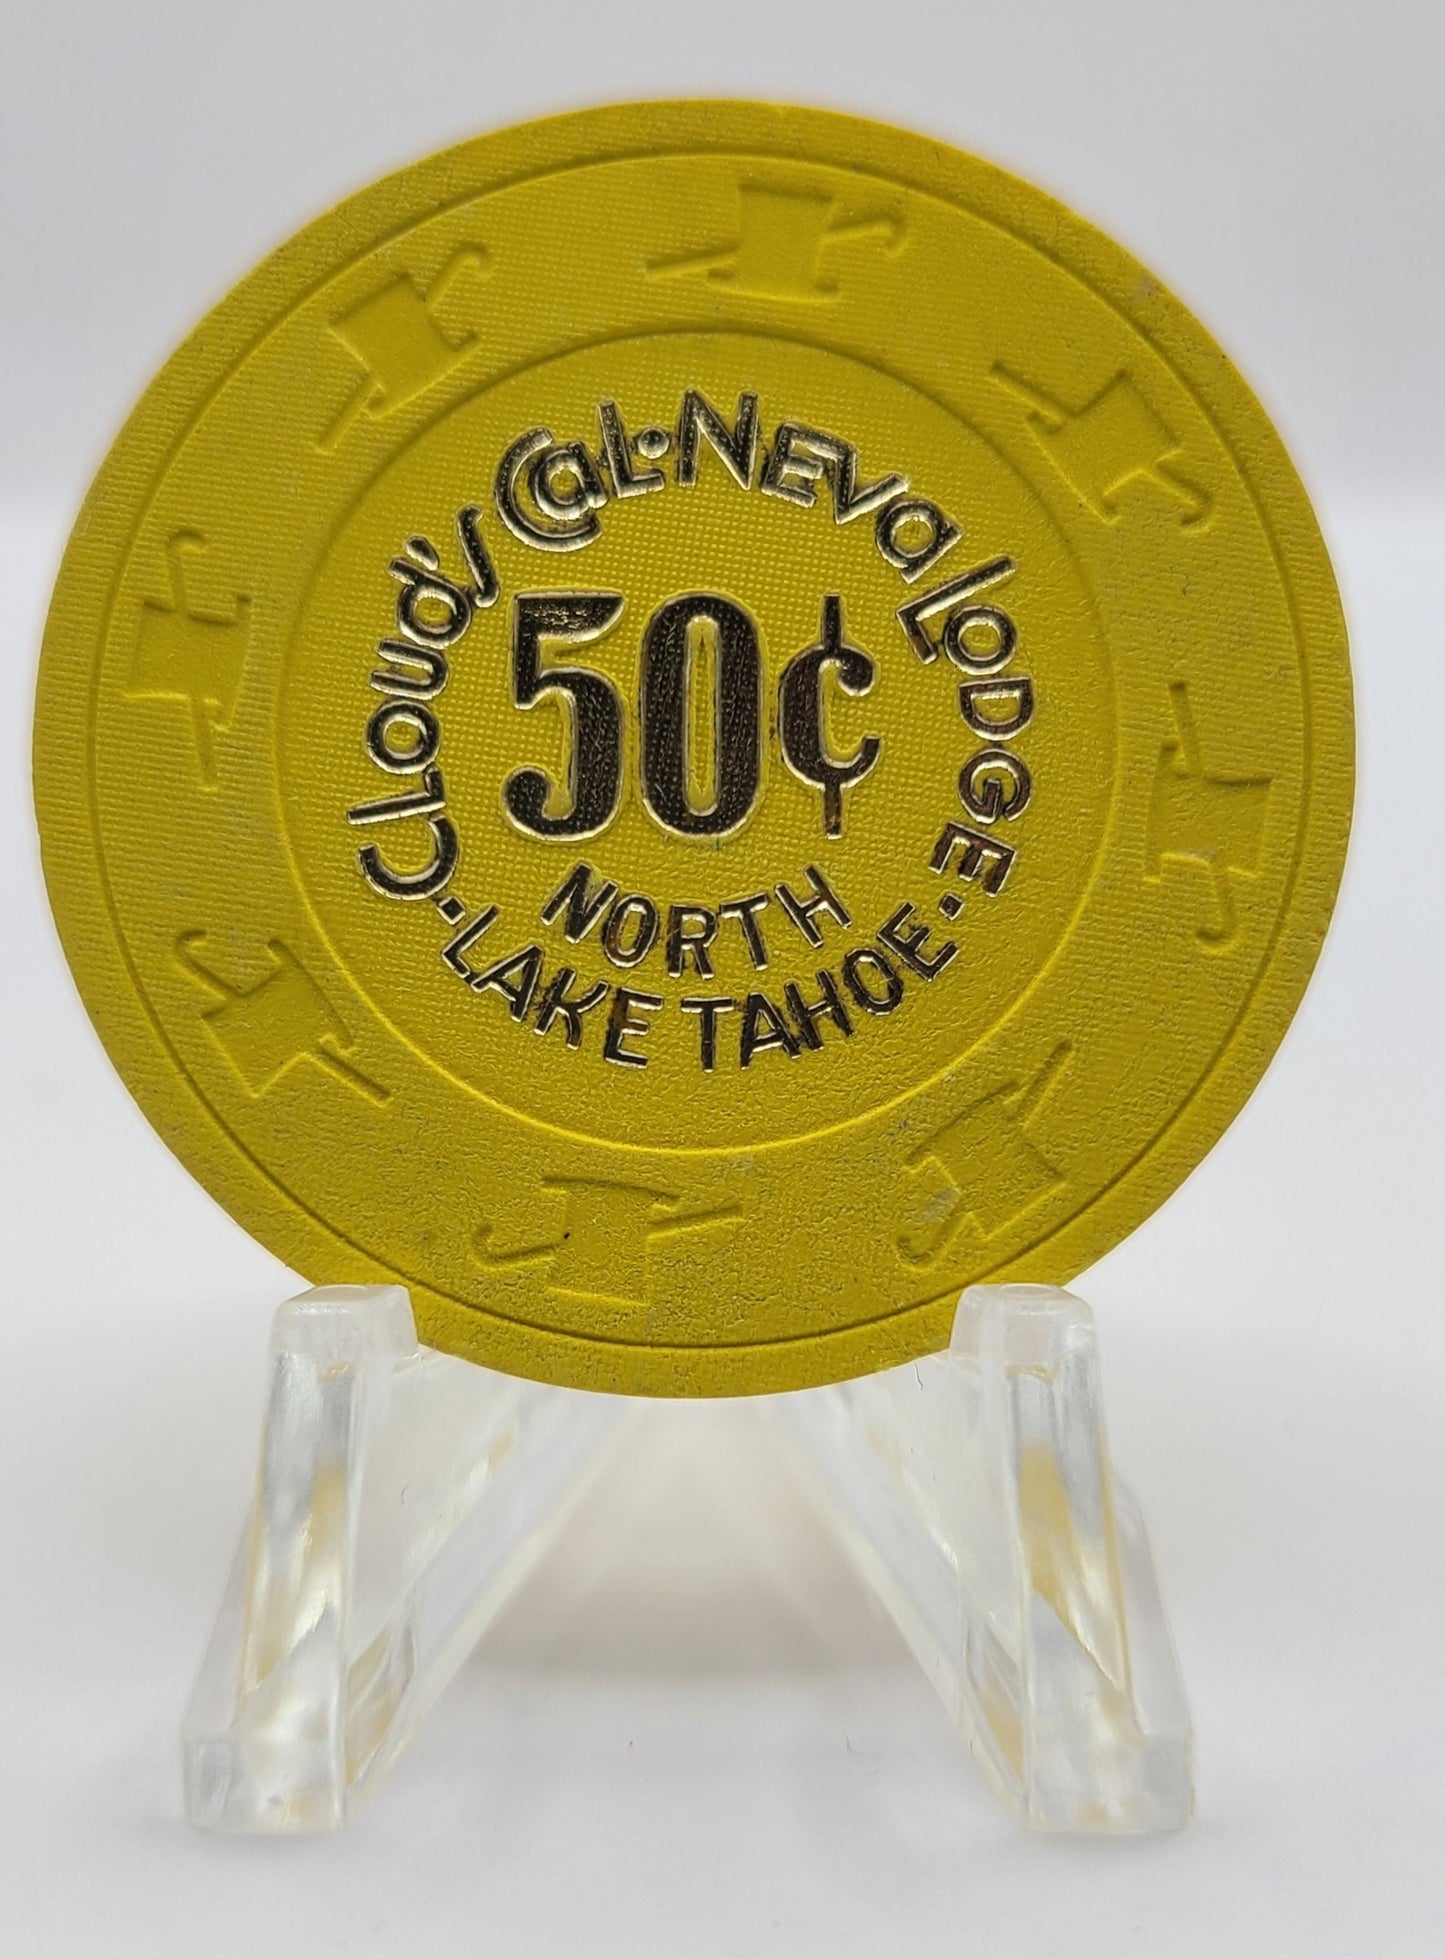 Cloud's Cal·Neva Lodge·
50¢
NORTH
·LAKE TAHOE·